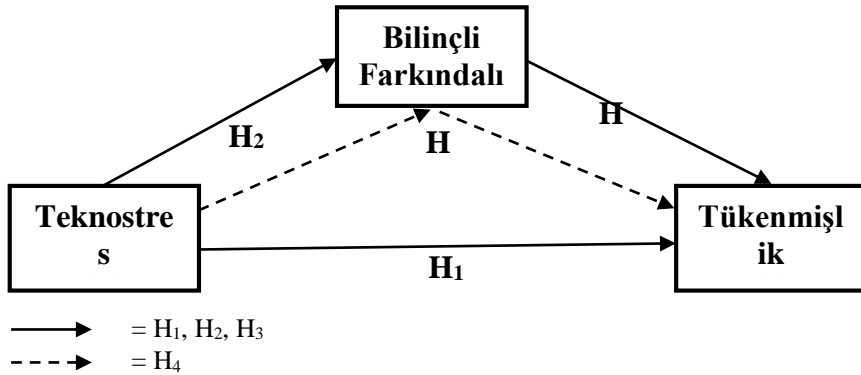 Bilinçli
Farkındalı
H₂
H
H
Teknostre
s
Tükenmişl
ik
H₁
= H₁, H₂, H₃
= H₄